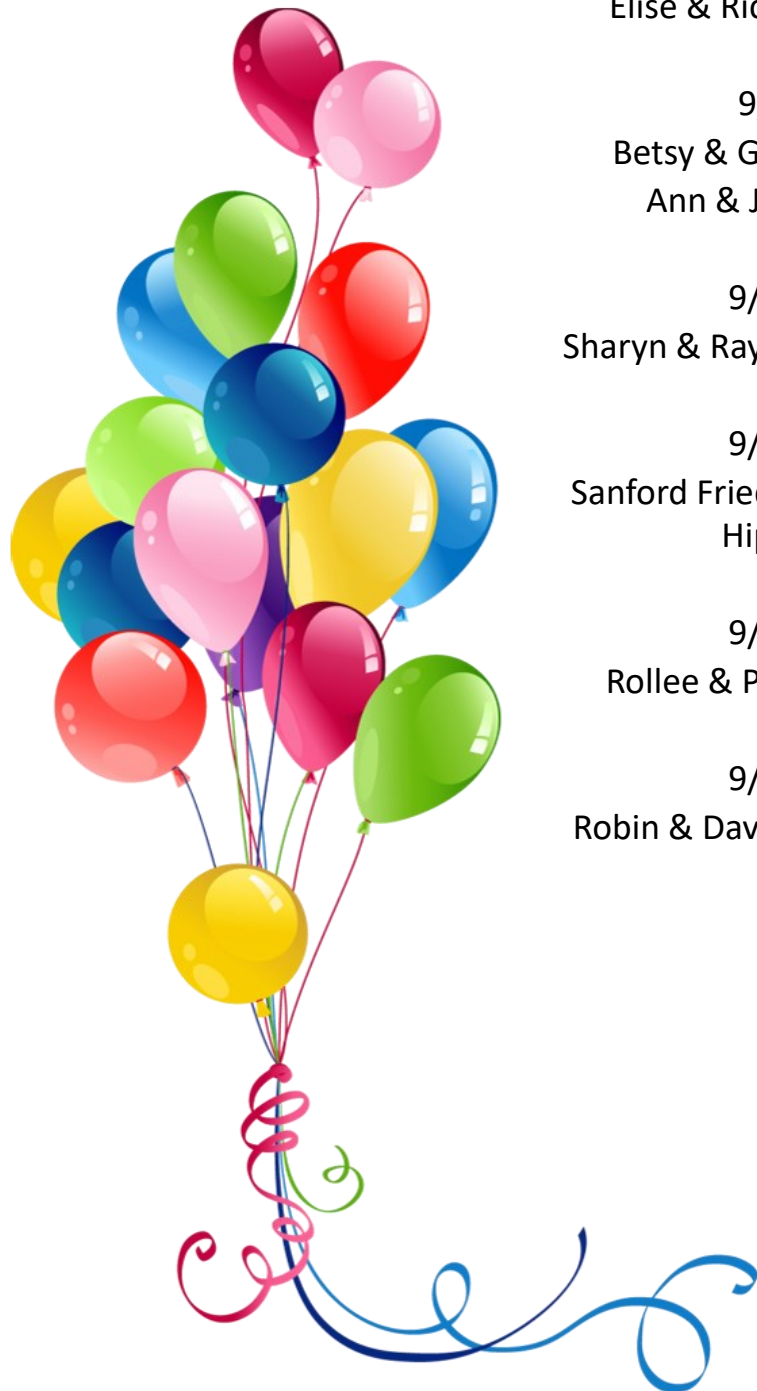 Elise & Ric
9/
Betsy & G
Ann & J
9/
Sharyn & Ray
9/
Sanford Fried
Hip
9/
Rollee & P
9/
Robin & Dav